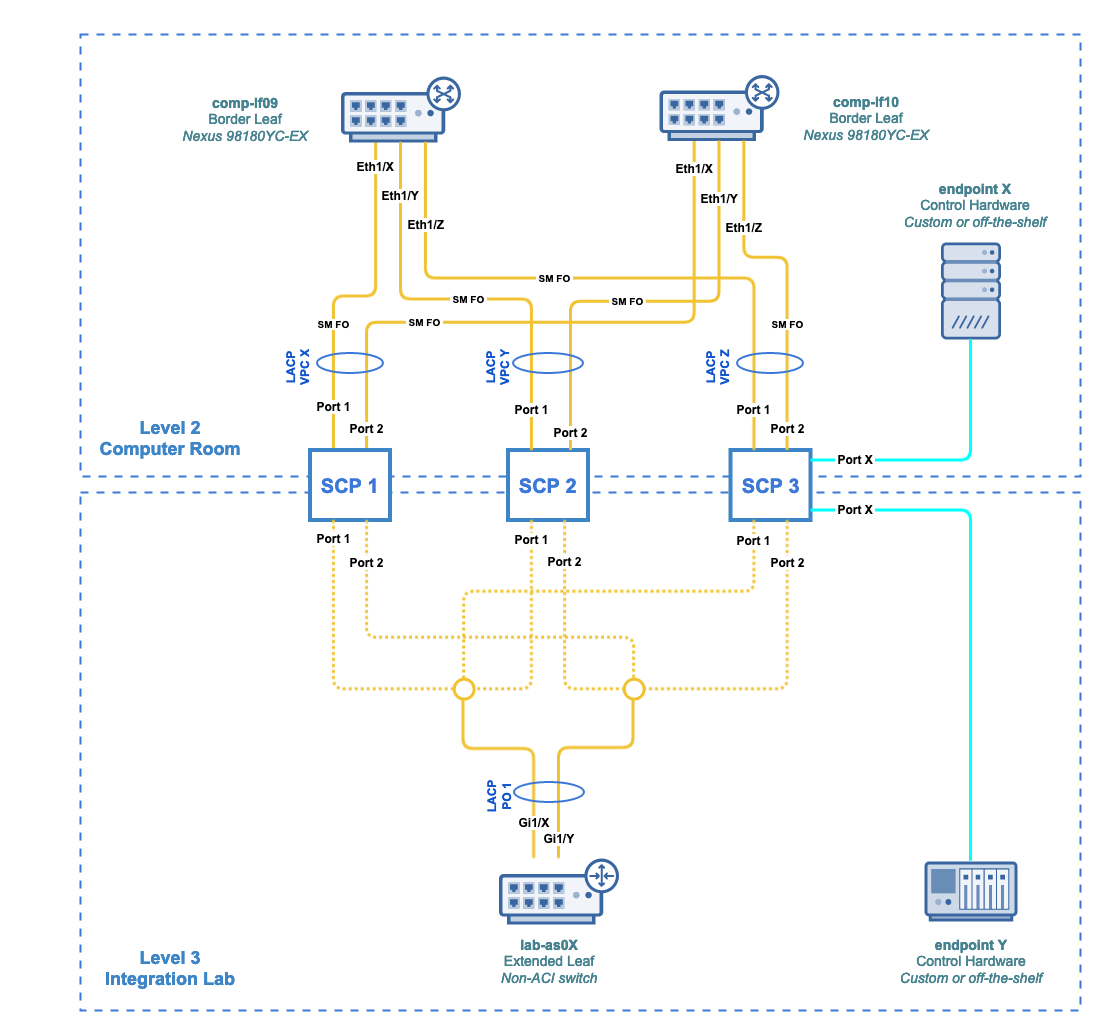 comp-lf09
Border Leaf
Nexus 98180YC-EX
comp-lf10
Border Leaf
Nexus 98180YC-EX
Eth1/X
Eth1/Y
Eth1/Z
Eth1/X
Eth1/Y
Eth1/Z
endpoint X
Control Hardware
Custom or off-the-shelf
SM FO
SM FO
SM FO
SM FO
SM FO
SM FO
LACP
VPC X
LACP
VPC Y
LACP
VPC Z
Port 1
Port 2
Port 1
Port 2
Port 1
Port 2
Level 2
Computer Room
Port X
SCP 1
SCP 2
SCP 3
Port X
Port 1
Port 2
Port 1
Port 2
Port 1
Port 2
LACP
PO 1
Gi1/X
Gi1/Y
lab-as0X
Extended Leaf
Non-ACI switch
endpoint Y
Control Hardware
Custom or off-the-shelf
Level 3
Integration Lab